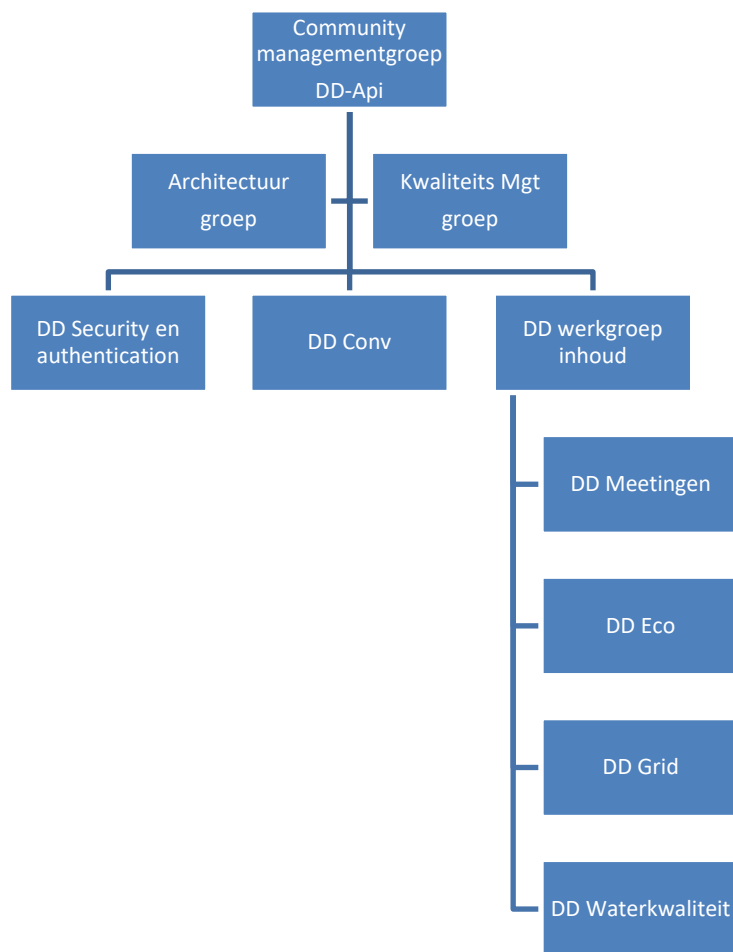 Community
managementgroep
DD-Api
Architectuur
groep
Kwaliteits Mgt
groep
DD Security en
authentication
DD Conv
DD werkgroep
inhoud
DD Meetingen
DD Eco
DD Grid
DD Waterkwaliteit